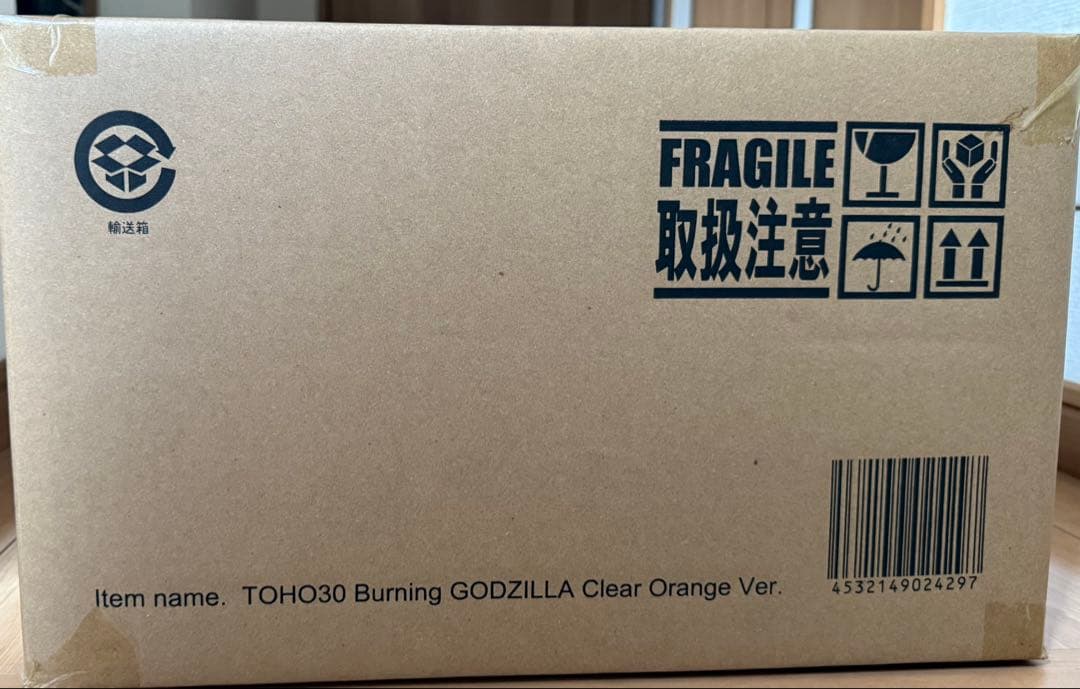 輸送箱
FRAGILE
取扱注意
4532149024297
Item name. TOHO30 Burning GODZILLA Clear Orange Ver.